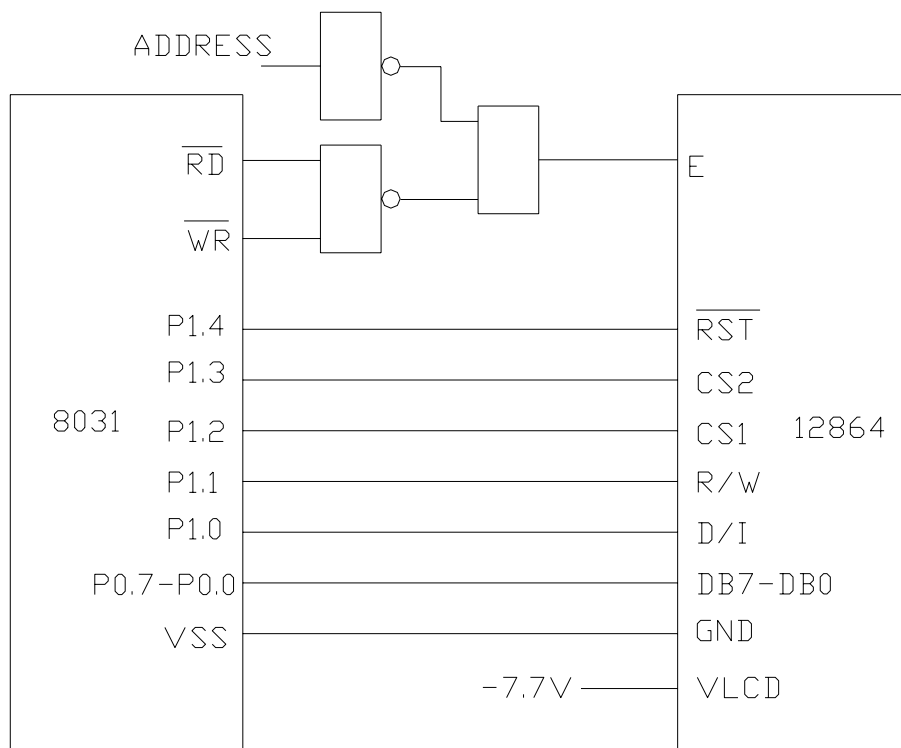 ADDRESS
RD
E
WR
P1.4
RST
P1.3
CS2
8031
P1.2
CS1
12864
P1.1
R/W
P1.0
D/I
P0.7-P0.0
DB7-DB0
VSS
GND
-7.7V
VLCD